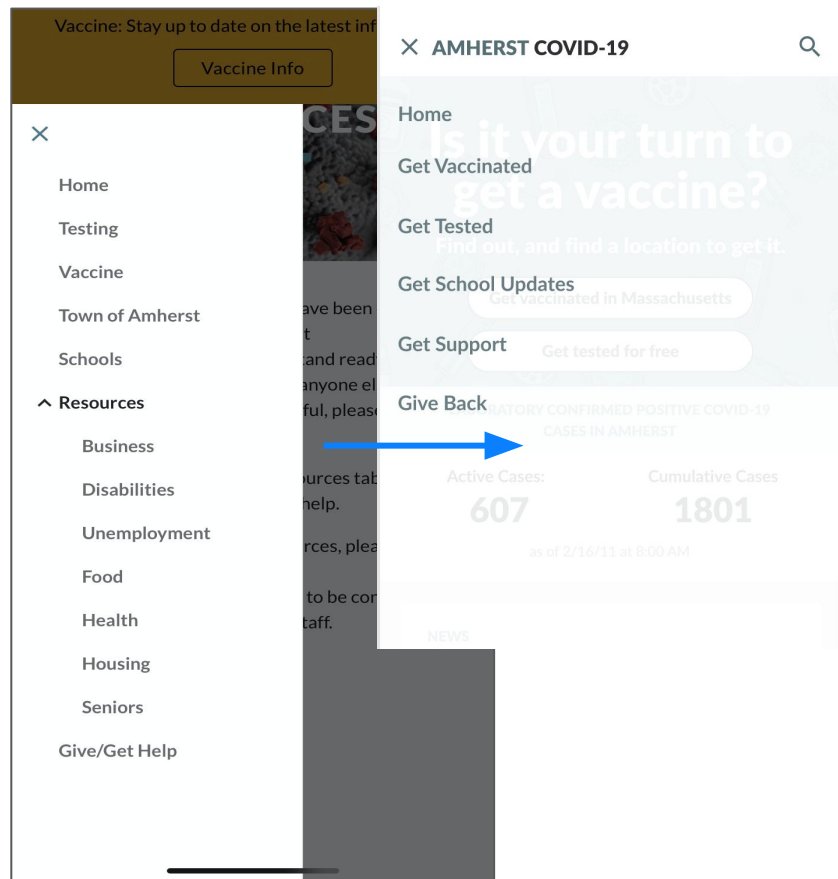 Vaccine: Stay up to date on the latest inf
Vaccine Info
CES
Home
Testing
Vaccine
Town of Amherst
Schools
Resources
Business
Disabilities
Unemployment
Food
Health
Housing
Seniors
Give/Get Help
ave been
t
and read
anyone el
ful, please
ources tab
help.
rces, plea
to be con
taff.
AMHERST COVID-19
Home
Get Vaccinated
Get Tested
Get School Updates
Get Support
Give Back
Is it your turn to
get a vaccine?
Find out, and find a location to get it.
Get vaccinated in Massachusetts
Get tested for free
LABORATORY CONFIRMED POSITIVE COVID-19
CASES IN AMHERST
Active Cases:
Cumulative Cases
607
1801
as of 2/16/11 at 8:00 AM
NEWS